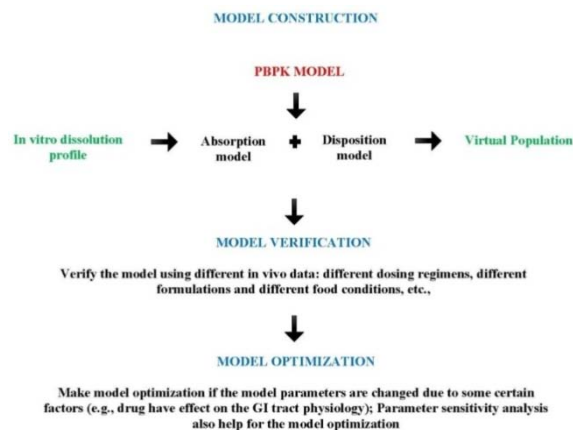 MODEL CONSTRUCTION
PBPK MODEL
In vitro dissolution
profile
Absorption
model
Disposition
model
Virtual Population
MODEL VERIFICATION
Verify the model using different in vivo data: different dosing regimens, different
formulations and different food conditions, etc.,
MODEL OPTIMIZATION
Make model optimization if the model parameters are changed due to some certain
factors (e.g., drug have effect on the GI tract physiology); Parameter sensitivity analysis
also help for the model optimization